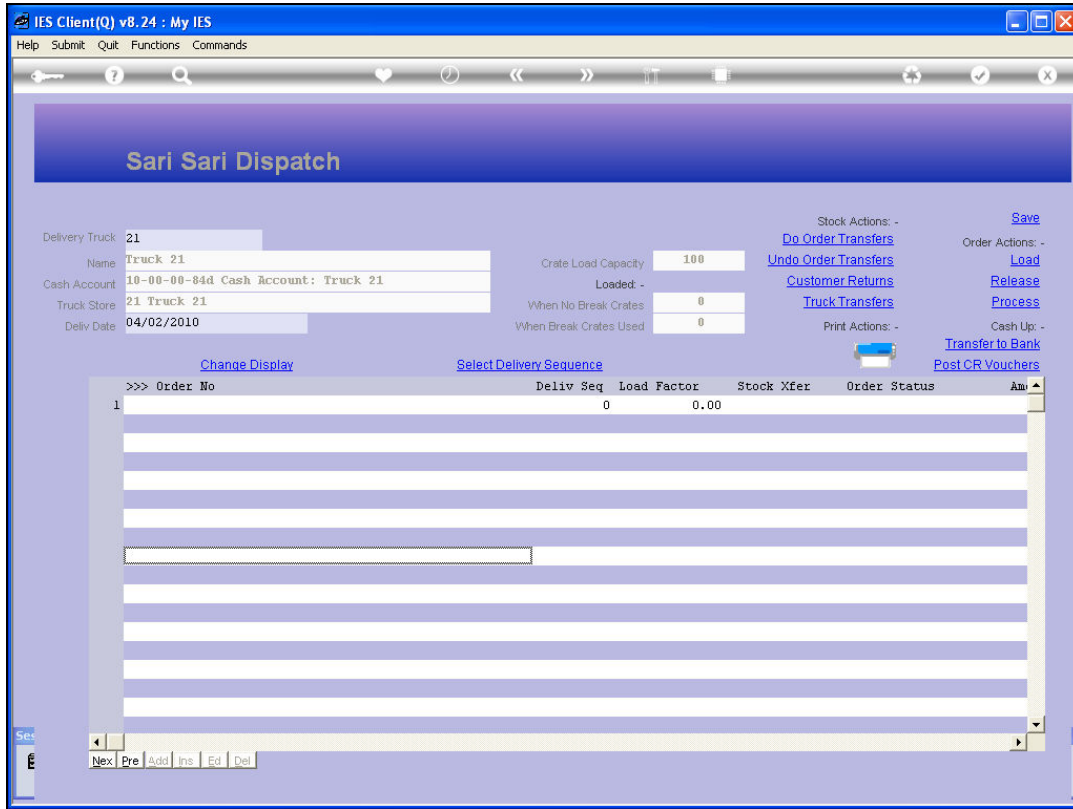 IES Client(Q) v8.24 : My IES
Help Submit Quit Functions Commands
Sari Sari Dispatch
Stock Actions: - Save
Delivery Truck 21 Do Order Transfers Order Actions: -
Name Truck 21 Crate Load Capacity 100 Undo Order Transfers Load
Cash Account 10-00-00-84d Cash Account: Truck 21 Loaded: - Customer Returns Release
Truck Store 21 Truck 21 When No Break Crates 0 Truck Transfers Process
Deliv Date 04/02/2010 When Break Crates Used 0 Print Actions: - Cash Up: -
Transfer to Bank
Change Display Select Delivery Sequence Post CR Vouchers
>>> Order No Deliv Seq Load Factor Stock Xfer Order Status Am
1 0 0.00
Ses
Nex Pre Add Ins Ed Del